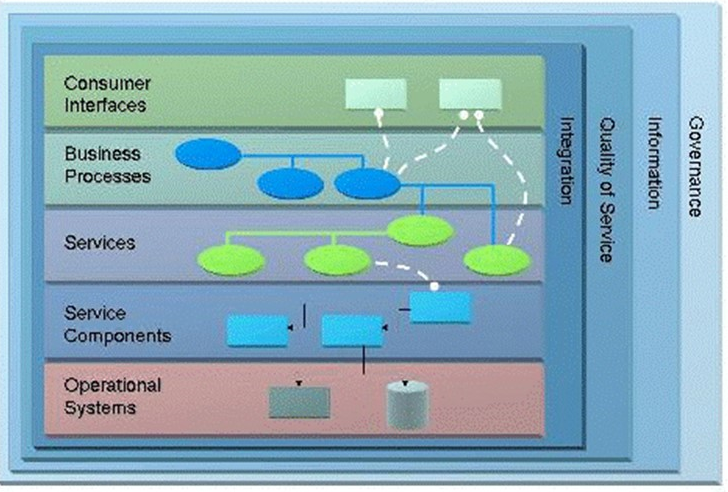 Consumer
Interfaces
Business
Processes
Services
Service
Components
Operational
Systems
Integration
Quality of Service
Information
Governance